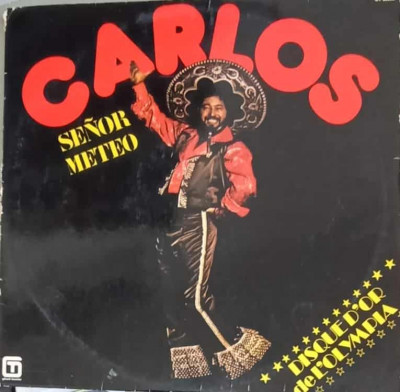 CARLOS
SEÑOR
METEO
DISQUE D'OR
de L'OLYMPIA